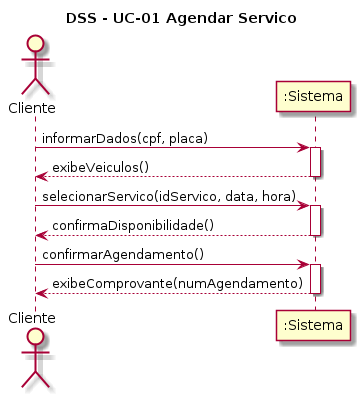 DSS - UC-01 Agendar Servico
Cliente
:Sistema
informarDados(cpf, placa)
exibeVeiculos()
selecionarServico(idServico, data, hora)
confirmaDisponibilidade()
confirmarAgendamento()
exibeComprovante(numAgendamento)
Cliente
:Sistema